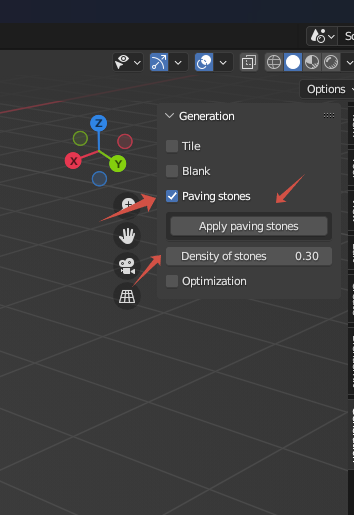 Sc
Options
Z
X
Y
Generation
Tile
Blank
Paving stones
Apply paving stones
Density of stones 0.30
Optimization